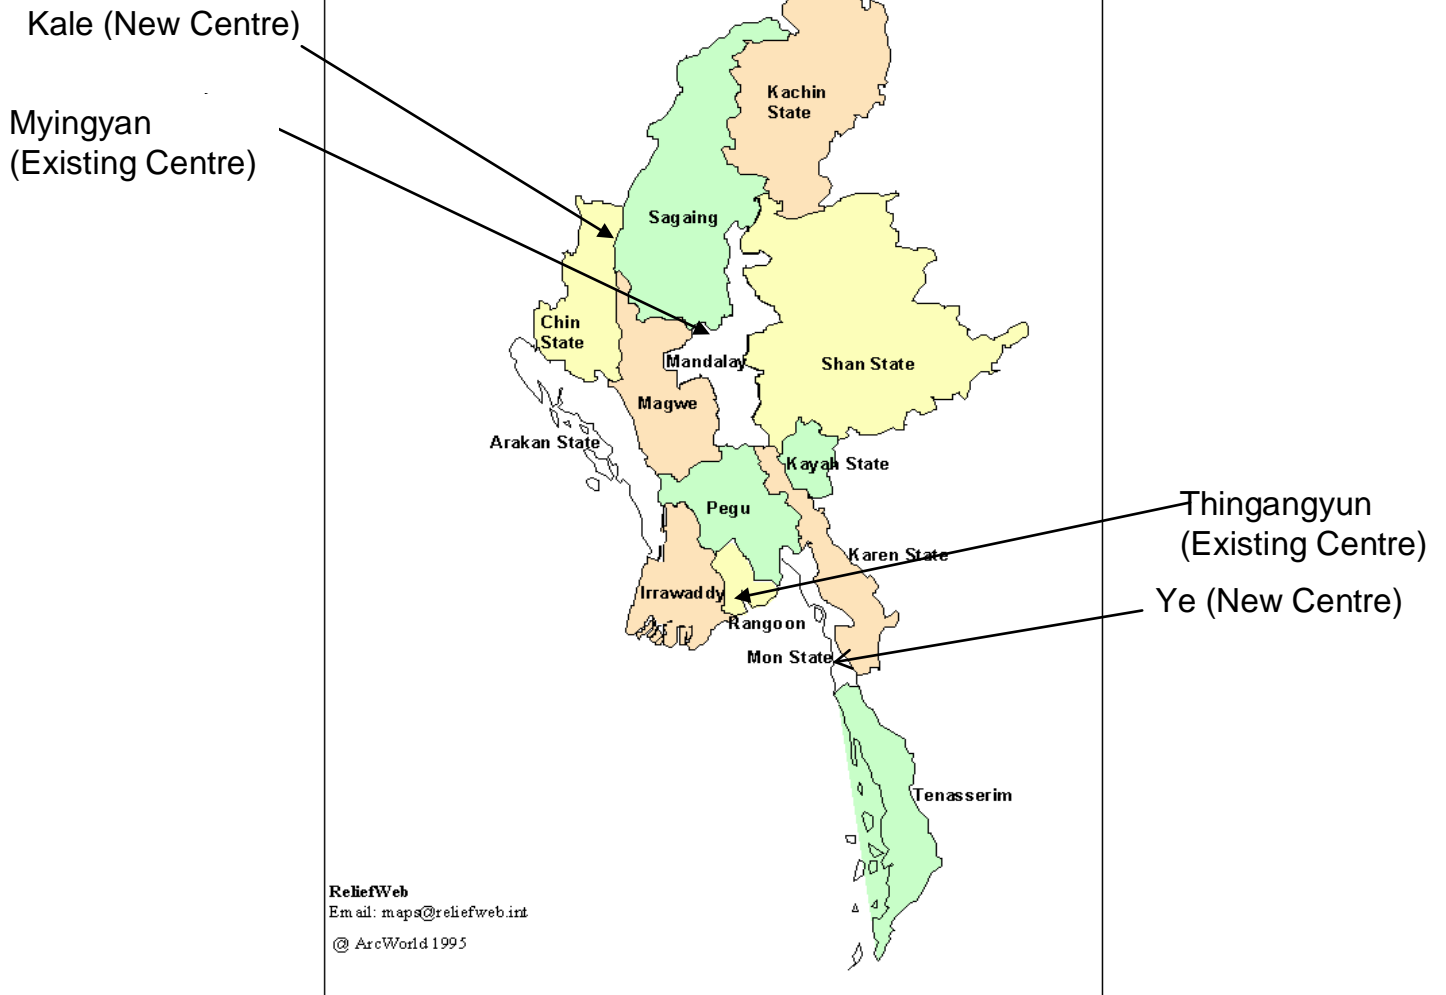 Kale (New Centre)
Myingyan
(Existing Centre)
Kachin
State
Sagaing
Chin
State
Mandalay
Shan State
Magwe
Arakan State
Kayah State
Pegu
Thingangyun
(Existing Centre)
Karen State
Irrawaddy
Ye (New Centre)
Rangoon
Mon State
Tenasserim
ReliefWeb
Email: maps@reliefweb.int
@ ArcWorld 1995